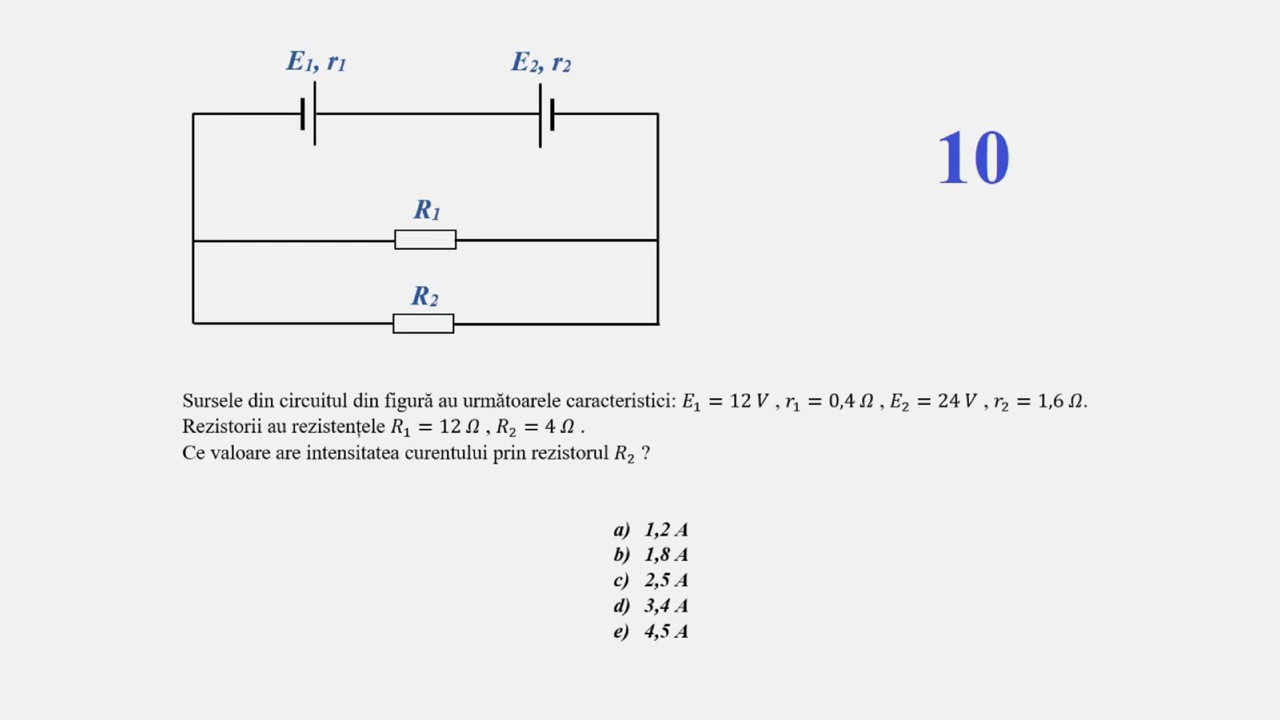 E1, r1
E2, r2
10
R1
R2
Sursele din circuitul din figură au următoarele caracteristici: E₁ = 12 V , r₁ = 0,4 Ω , E₂ = 24 V , r₂ = 1,6 Ω.
Rezistorii au rezistențele R₁ = 12 Ω , R₂ = 4 Ω .
Ce valoare are intensitatea curentului prin rezistorul R₂ ?
a) 1,2 A
b) 1,8 A
c) 2,5 A
d) 3,4 A
e) 4,5 A